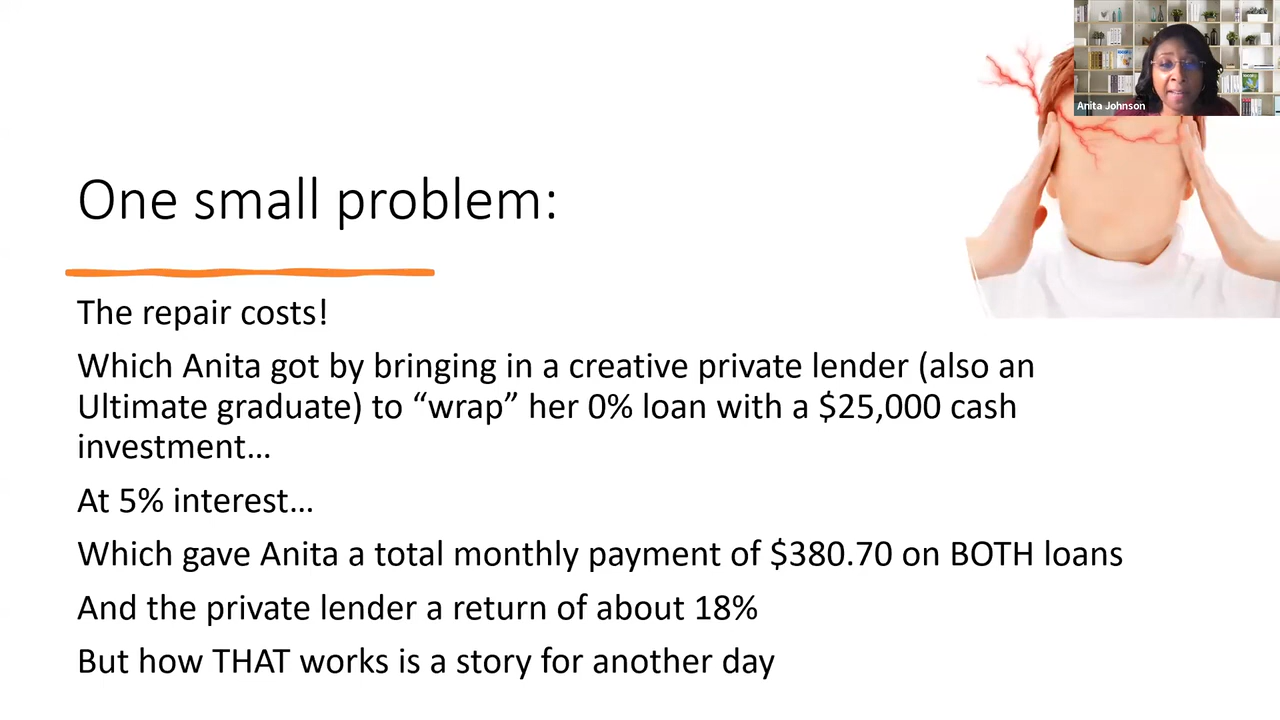 Anita Johnson
One small problem:
The repair costs!
Which Anita got by bringing in a creative private lender (also an
Ultimate graduate) to “wrap” her 0% loan with a $25,000 cash
investment…
At 5% interest…
Which gave Anita a total monthly payment of $380.70 on BOTH loans
And the private lender a return of about 18%
But how THAT works is a story for another day